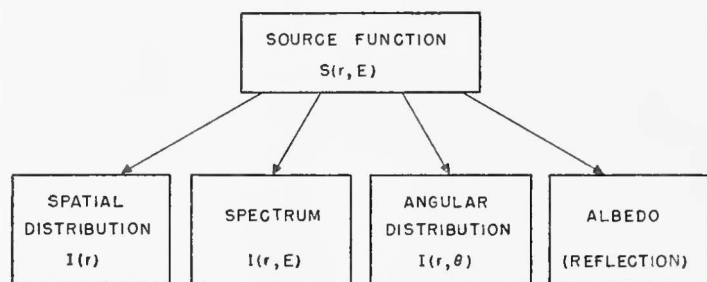 SOURCE FUNCTION
S(r,E)
SPATIAL
DISTRIBUTION
I(r)
SPECTRUM
I(r,E)
ANGULAR
DISTRIBUTION
I(r,θ)
ALBEDO
(REFLECTION)